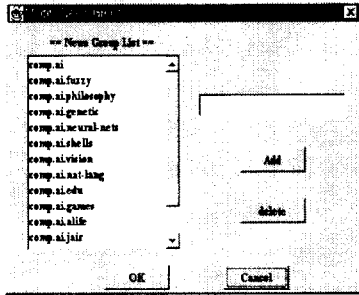 == News Group List ==
comp.ai
comp.ai.fuzzy
comp.ai.philosophy
comp.ai.genetic
comp.ai.neural-nets
comp.ai.shells
comp.ai.vision
comp.ai.nat-lang
comp.ai.edu
comp.ai.games
comp.ai.alife
comp.ai.jair
Add
delete
OK
Cancel